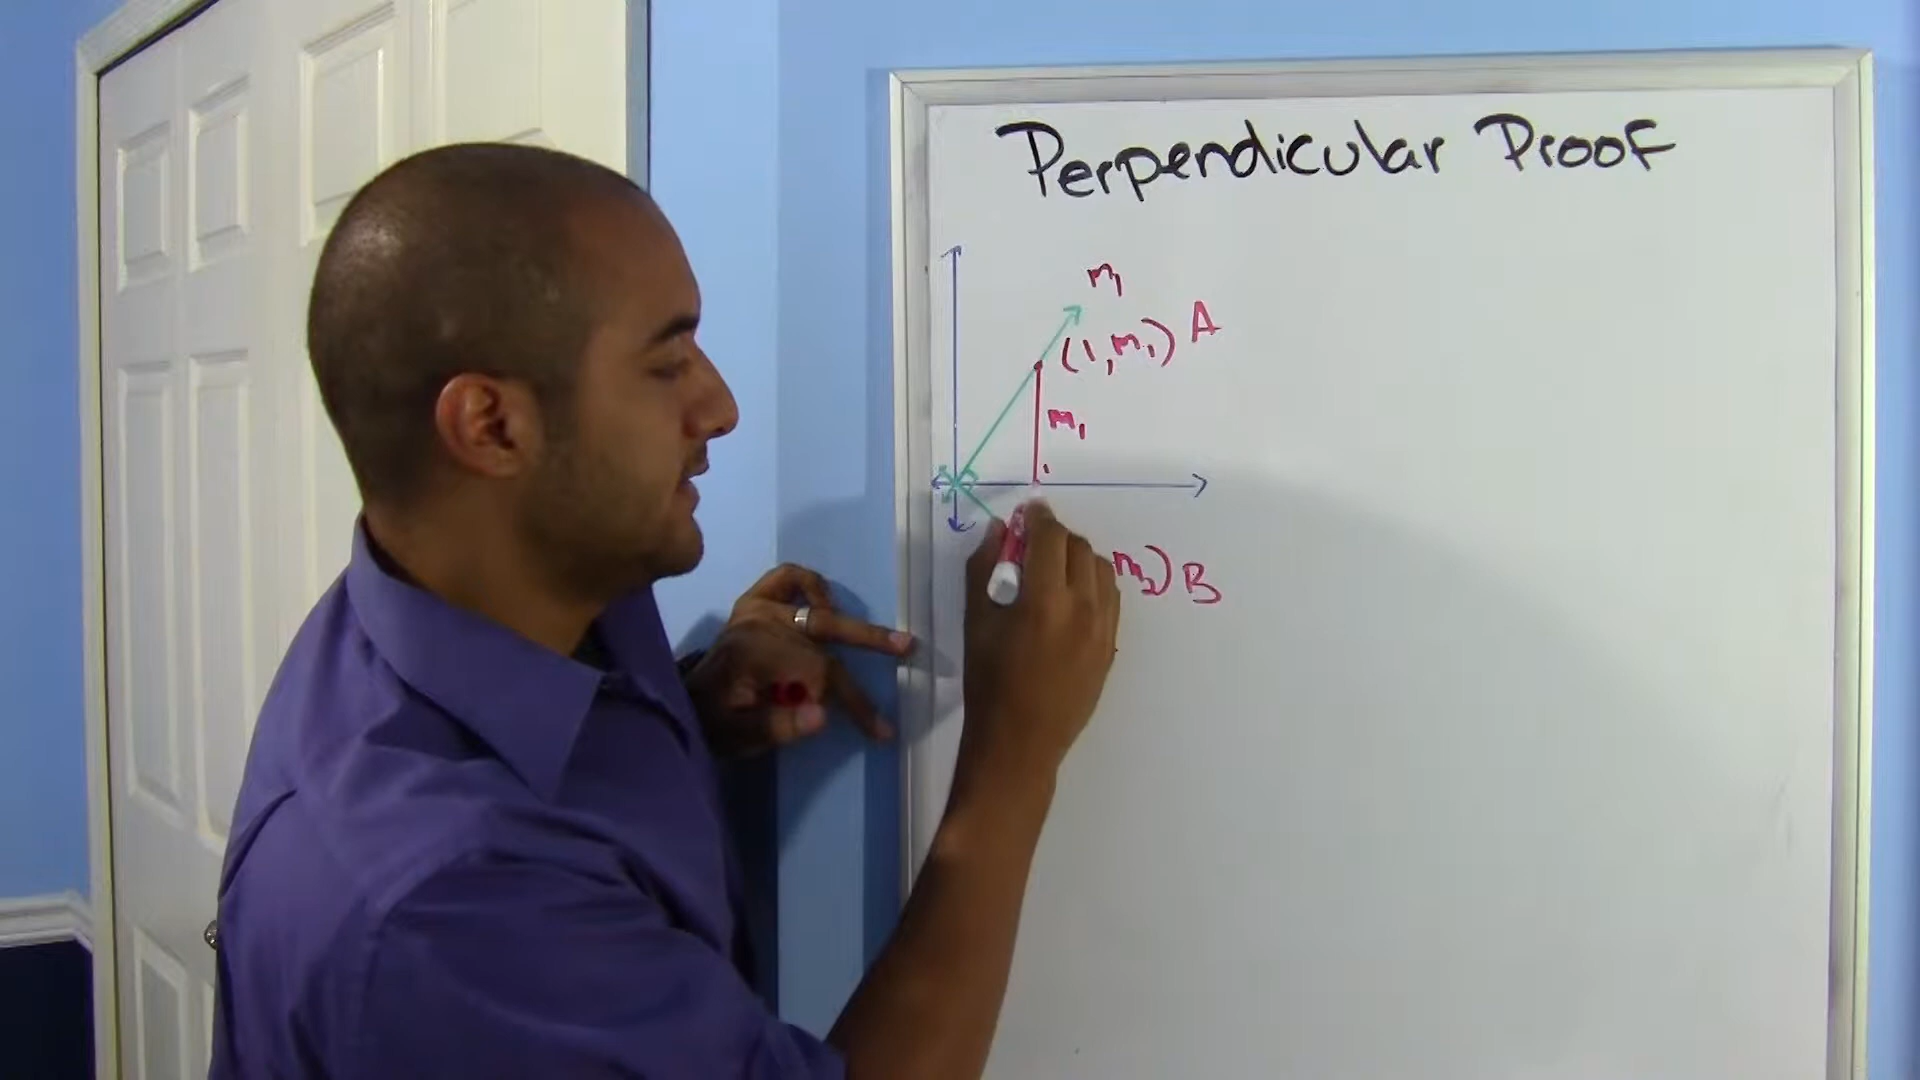 Perpendicular Proof
m1
(1, m1) A
m1
1
m2) B